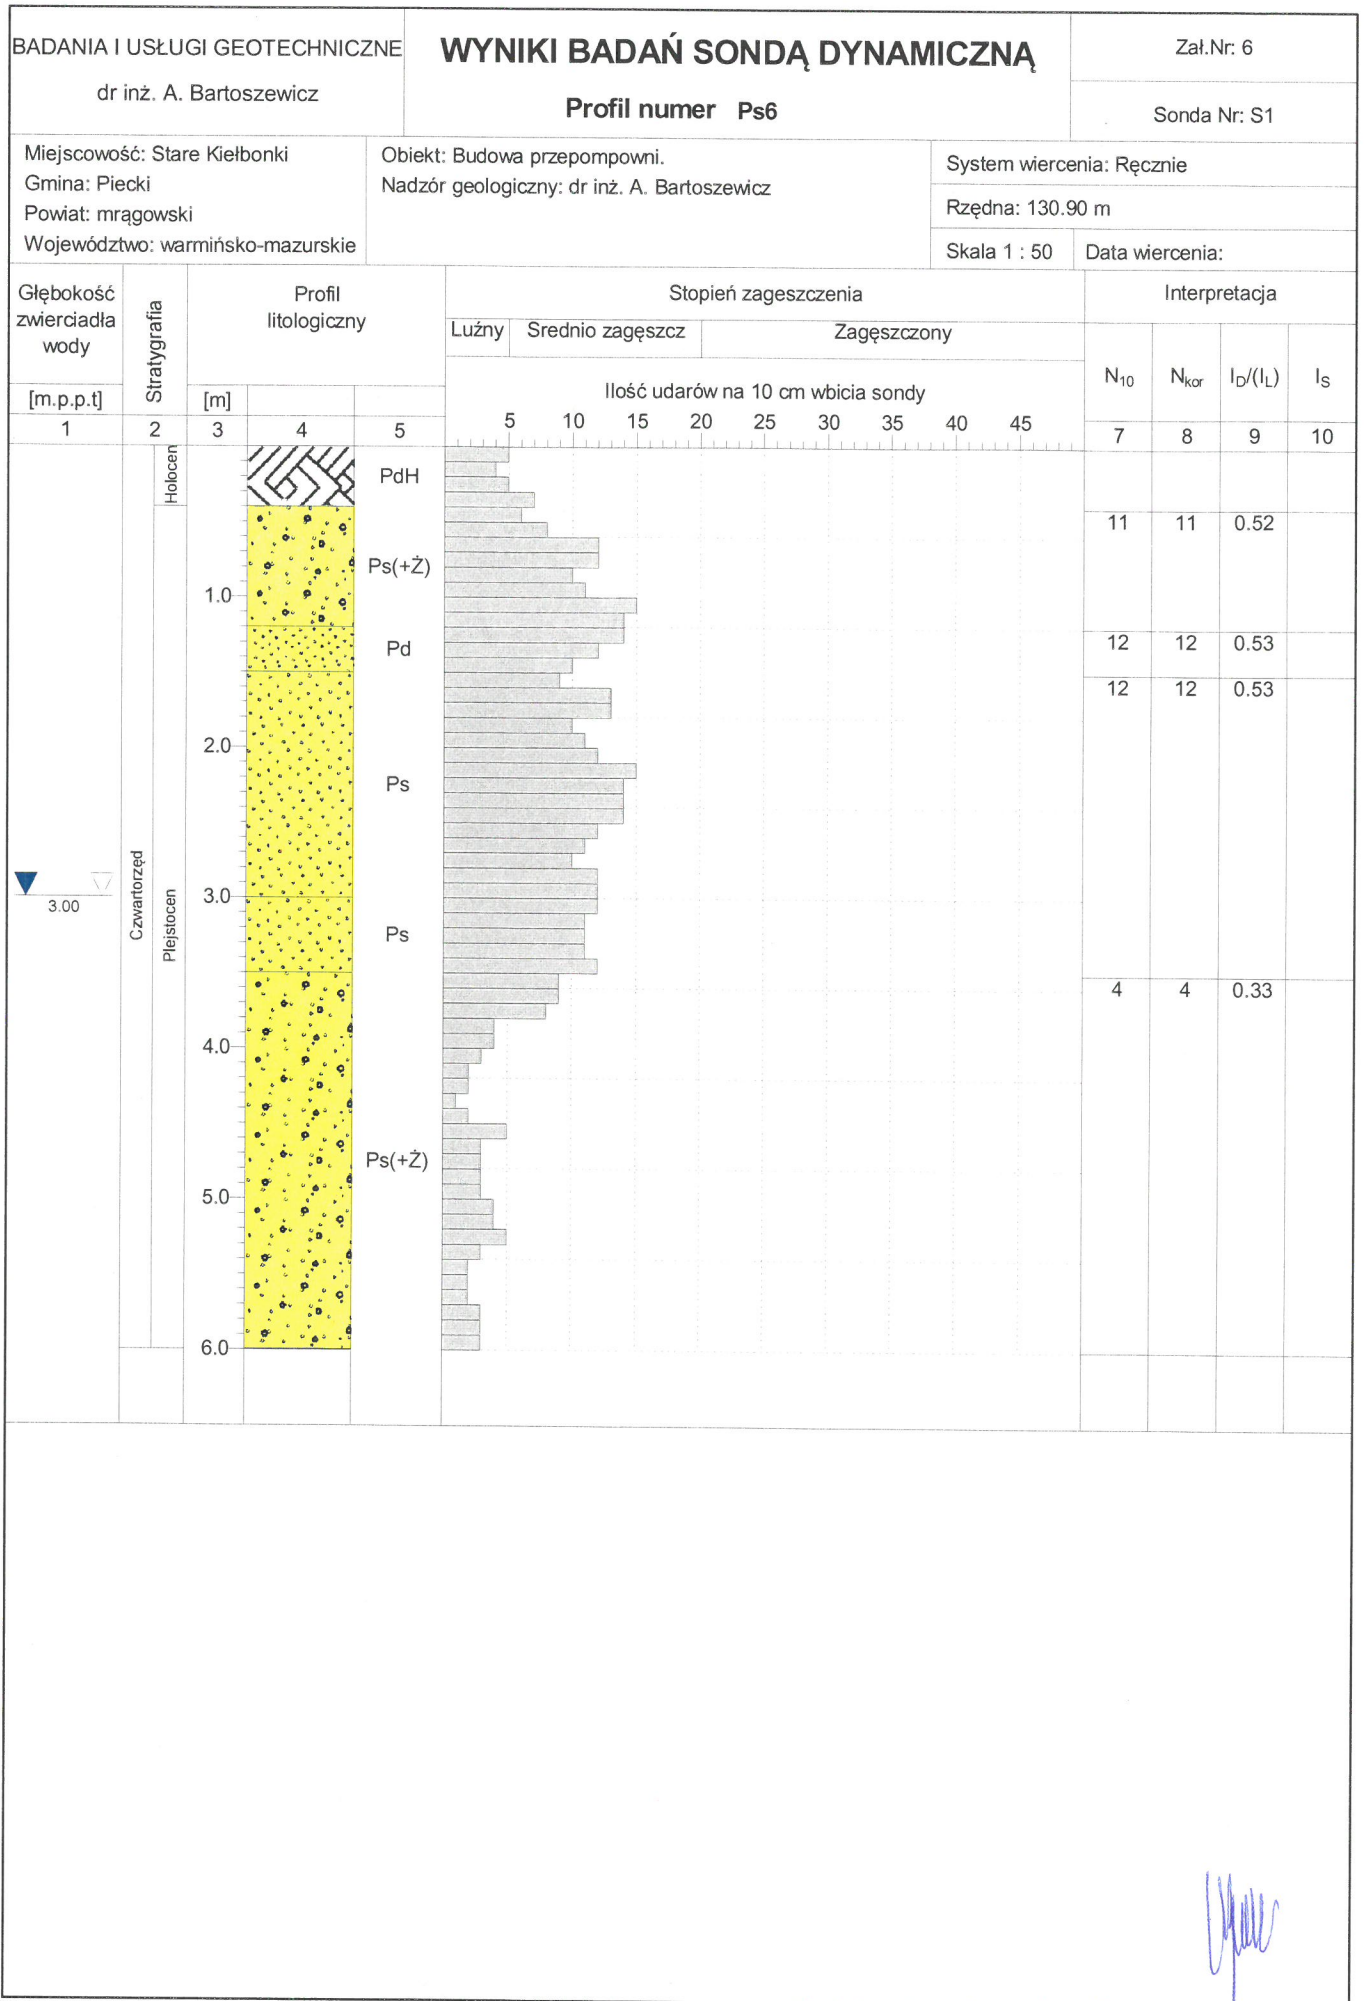 BADANIA I USŁUGI GEOTECHNICZNE
dr inż. A. Bartoszewicz
WYNIKI BADAŃ SONDĄ DYNAMICZNĄ
Profil numer Ps6
Zał.Nr: 6
Sonda Nr: S1
Miejscowość: Stare Kiełbonki
Gmina: Piecki
Powiat: mrągowski
Województwo: warmińsko-mazurskie
Obiekt: Budowa przepompowni.
Nadzór geologiczny: dr inż. A. Bartoszewicz
System wiercenia: Ręcznie
Rzędna: 130.90 m
Skala 1 : 50
Data wiercenia:
Głębokość
zwierciadła
wody
[m.p.p.t]
Stratygrafia
Profil
litologiczny
[m]
Stopień zageszczenia
Luźny
Srednio zagęszcz
Zagęszczony
Ilość udarów na 10 cm wbicia sondy
5 10 15 20 25 30 35 40 45
Interpretacja
N10 Nkor ID/(IL) IS
1 2 3 4 5 7 8 9 10
Holocen
PdH
11 11 0.52
Ps(+Ż)
1.0
Pd
12 12 0.53
12 12 0.53
2.0
Ps
3.00
Czwartorzęd
Plejstocen
3.0
Ps
4 4 0.33
4.0
Ps(+Ż)
5.0
6.0